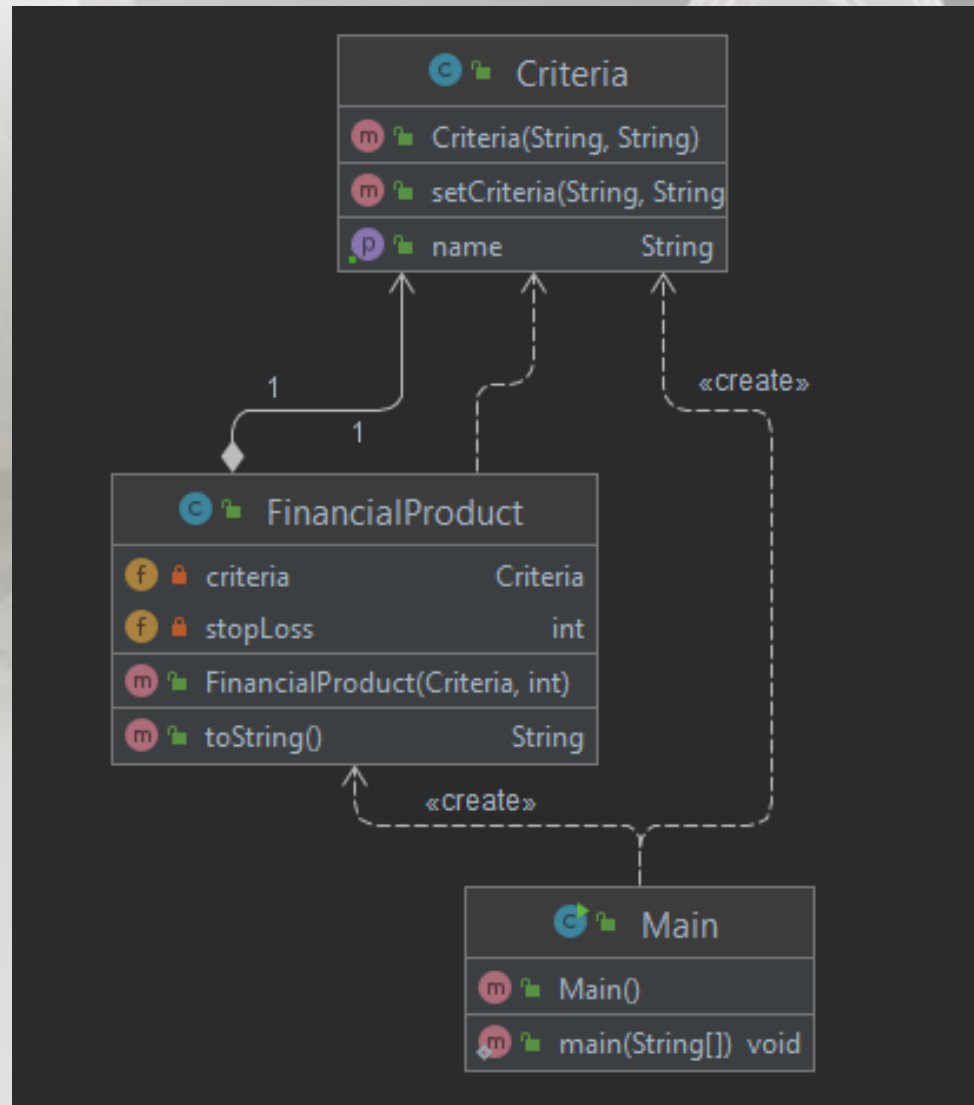 Criteria
Criteria(String, String)
setCriteria(String, String
name String
«create»
1
1
FinancialProduct
criteria Criteria
stopLoss int
FinancialProduct(Criteria, int)
toString() String
«create»
Main
Main()
main(String[]) void